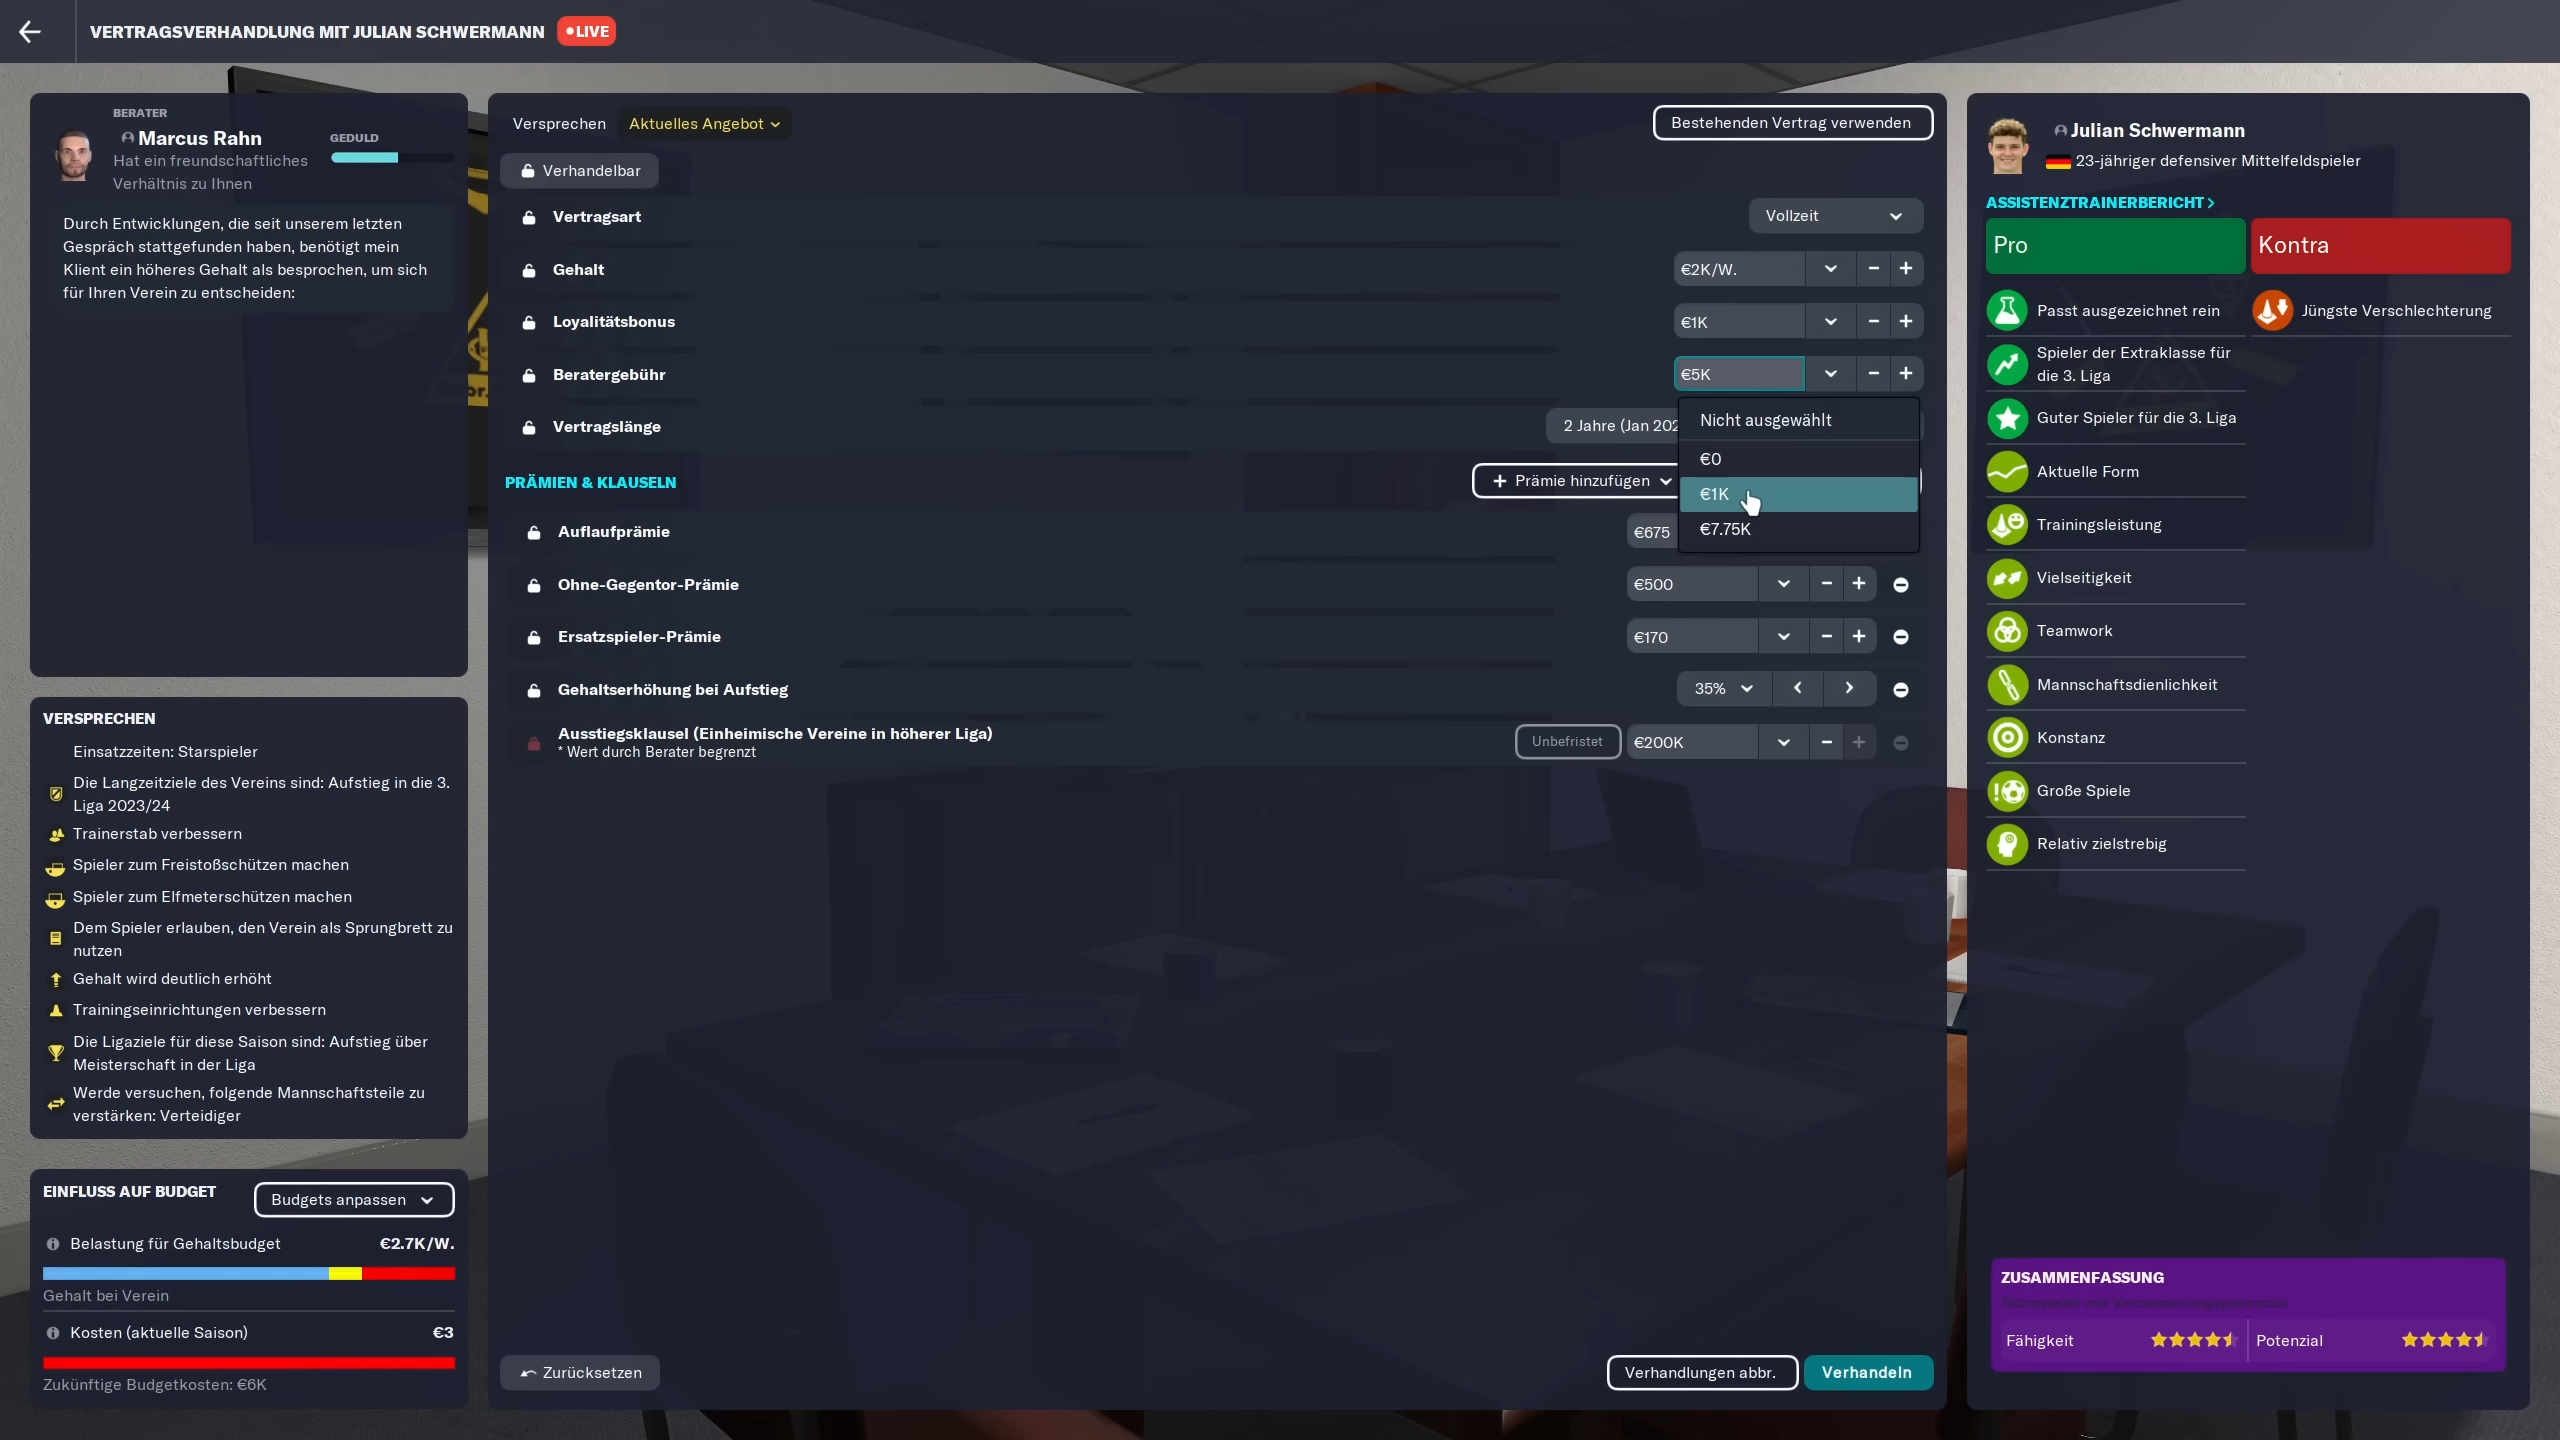 VERTRAGSVERHANDLUNG MIT JULIAN SCHWERMANN
LIVE
BERATER
Marcus Rahn
GEDULD
Hat ein freundschaftliches
Verhältnis zu Ihnen
Durch Entwicklungen, die seit unserem letzten
Gespräch stattgefunden haben, benötigt mein
Klient ein höheres Gehalt als besprochen, um sich
für Ihren Verein zu entscheiden:
VERSPRECHEN
Einsatzzeiten: Starspieler
Die Langzeitziele des Vereins sind: Aufstieg in die 3.
Liga 2023/24
Trainerstab verbessern
Spieler zum Freistoßschützen machen
Spieler zum Elfmeterschützen machen
Dem Spieler erlauben, den Verein als Sprungbrett zu
nutzen
Gehalt wird deutlich erhöht
Trainingseinrichtungen verbessern
Die Ligaziele für diese Saison sind: Aufstieg über
Meisterschaft in der Liga
Werde versuchen, folgende Mannschaftsteile zu
verstärken: Verteidiger
EINFLUSS AUF BUDGET
Budgets anpassen
Belastung für Gehaltsbudget €2.7K/W.
Gehalt bei Verein
Kosten (aktuelle Saison) €3
Zukünftige Budgetkosten: €6K
Versprechen
Aktuelles Angebot
Bestehenden Vertrag verwenden
Verhandelbar
Vertragsart
Vollzeit
Gehalt
€2K/W.
Loyalitätsbonus
€1K
Beratergebühr
€5K
Nicht ausgewählt
€0
€1K
€7.75K
Vertragslänge
2 Jahre (Jan 202
PRÄMIEN & KLAUSELN
Prämie hinzufügen
Auflaufprämie
€675
Ohne-Gegentor-Prämie
€500
Ersatzspieler-Prämie
€170
Gehaltserhöhung bei Aufstieg
35%
Ausstiegsklausel (Einheimische Vereine in höherer Liga)
* Wert durch Berater begrenzt
Unbefristet
€200K
Zurücksetzen
Verhandlungen abbr.
Verhandeln
Julian Schwermann
23-jähriger defensiver Mittelfeldspieler
ASSISTENZTRAINERBERICHT
Pro
Kontra
Passt ausgezeichnet rein
Jüngste Verschlechterung
Spieler der Extraklasse für
die 3. Liga
Guter Spieler für die 3. Liga
Aktuelle Form
Trainingsleistung
Vielseitigkeit
Teamwork
Mannschaftsdienlichkeit
Konstanz
Große Spiele
Relativ zielstrebig
ZUSAMMENFASSUNG
Fähigkeit
Potenzial